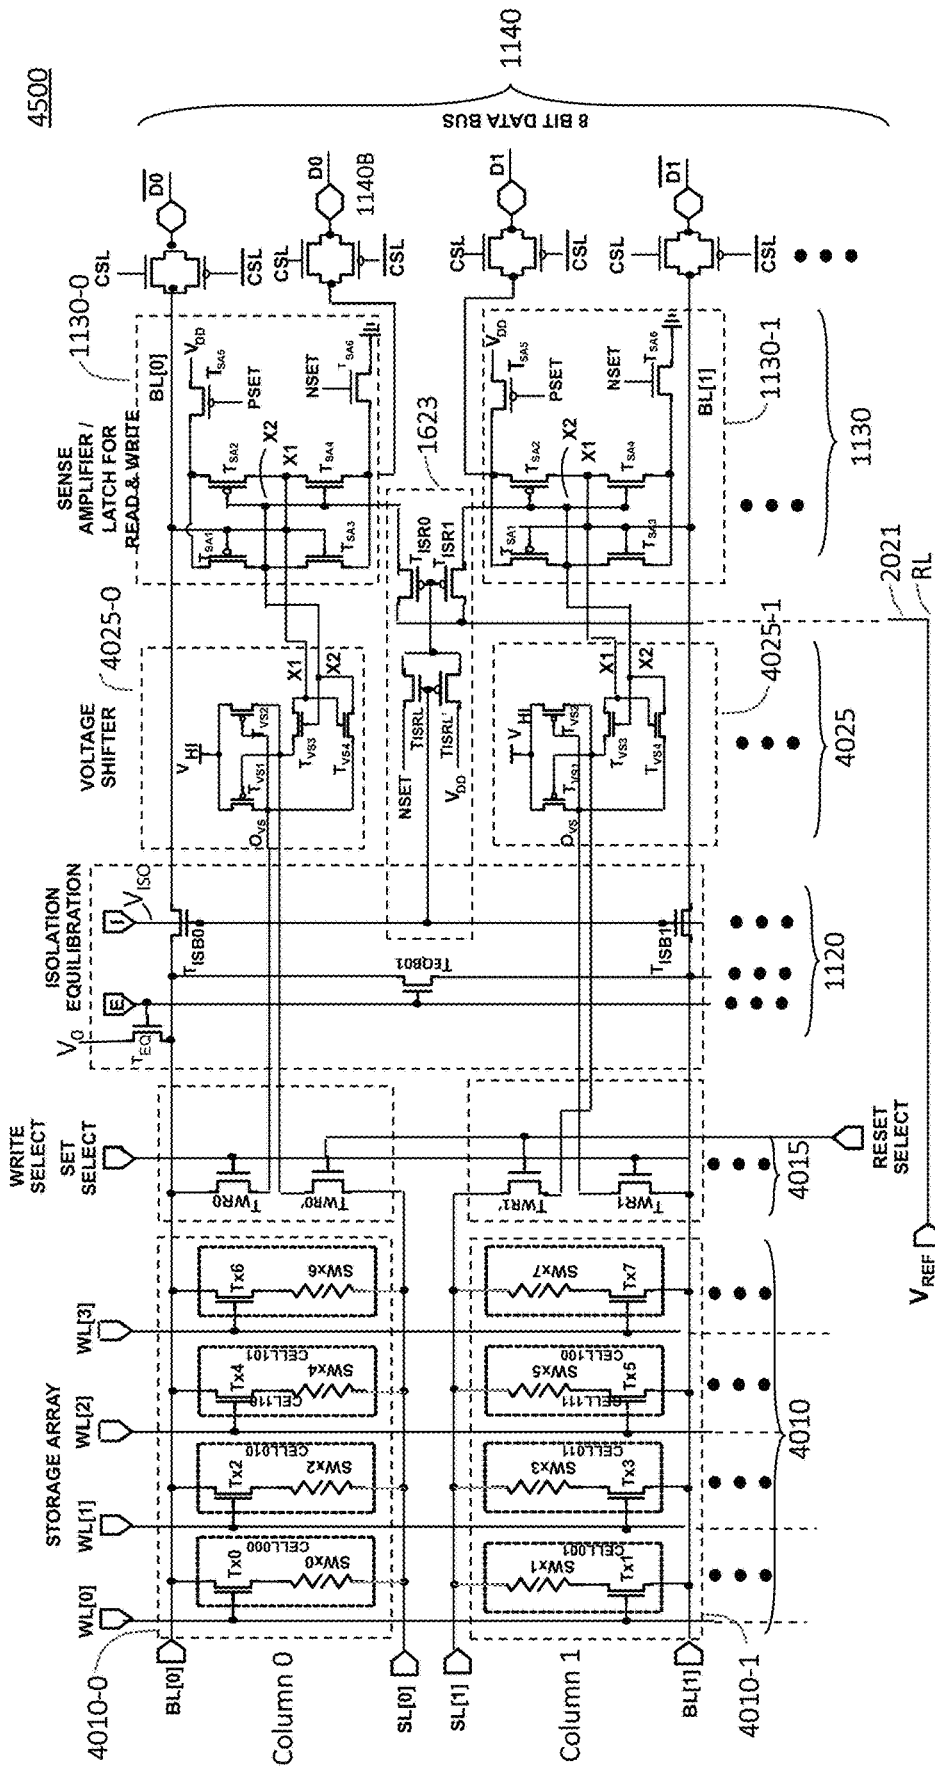 4500
STORAGE ARRAY
WRITE
SELECT
SET
SELECT
ISOLATION
EQUILIBRATION
VOLTAGE
SHIFTER
SENSE
AMPLIFIER /
LATCH FOR
READ & WRITE
4010-0
WL[0]
WL[1]
WL[2]
WL[3]
V0
E
I
VISO
4025-0
1130-0
BL[0]
CSL
CSL
D0
TEQ
TISB0
CELL000
Tx0
SWx0
CELL010
Tx2
SWx2
CELL101
Tx4
CEL110
SWx4
Tx6
SWx6
TWR0
TWR0'
VHI
TVS1
TVS2
OVS
TVS3
TVS4
X1
X2
TSA1
TSA2
TSA3
TSA4
X2
X1
VDD
TSA5
PSET
NSET
TSA6
BL[0]
Column 0
SL[0]
CSL
CSL
D0
1140B
TEQB01
NSET
VDD
TISRL
TISRL'
TISR0
TISR1
1623
8 BIT DATA BUS
1140
SL[1]
Column 1
BL[1]
CELL001
SWx1
Tx1
CELL011
SWx3
Tx3
CELL100
SWx5
CELL111
Tx5
SWx7
Tx7
TWR1'
TWR1
TISB1
VHI
TVS1
TVS2
OVS
TVS3
TVS4
X1
X2
TSA1
TSA2
TSA3
TSA4
X2
X1
VDD
TSA5
PSET
NSET
TSA6
BL[1]
CSL
CSL
D1
CSL
CSL
D1
4010-1
4010
4015
RESET
SELECT
1120
4025-1
4025
1130-1
1130
2021
RL
VREF